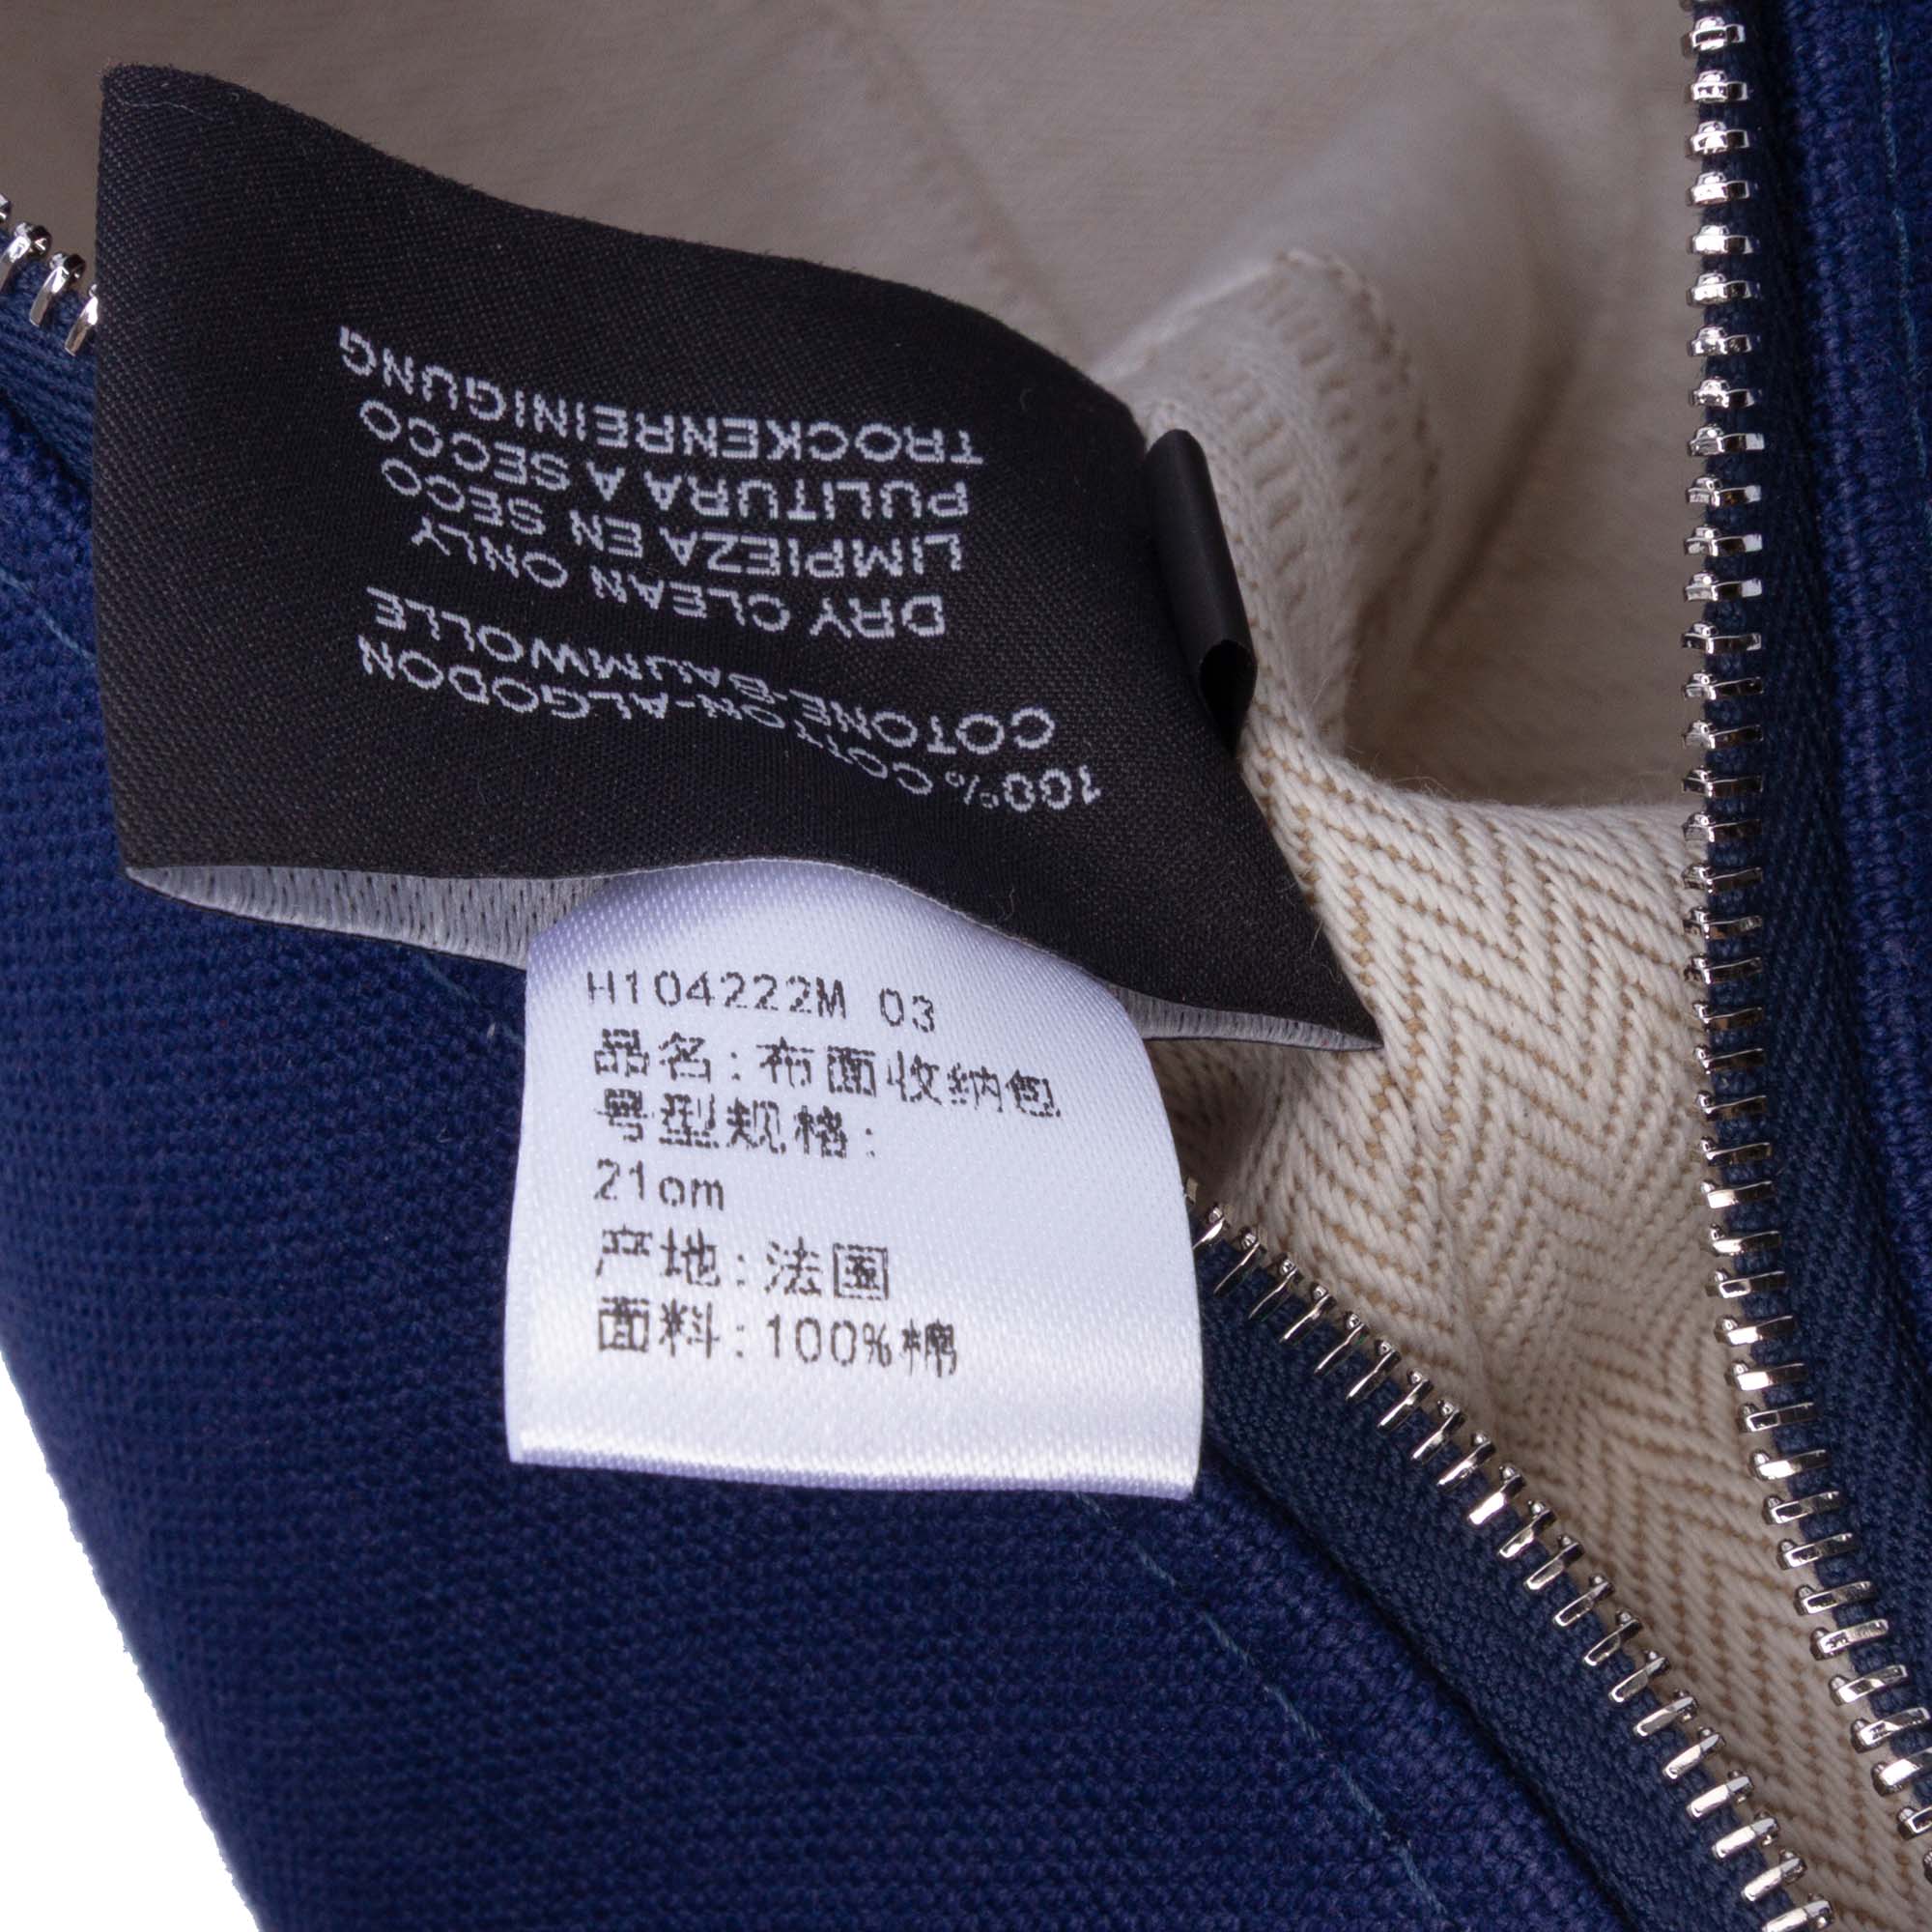 100% COTTON-ALGODON
COTONE-BAUMWOLLE
DRY CLEAN ONLY
LIMPIEZA EN SECO
PULITURA A SECCO
TROCKENREINIGUNG
H104222M 03
品名:布面收纳包
号型规格:
21cm
产地:法国
面料:100%棉